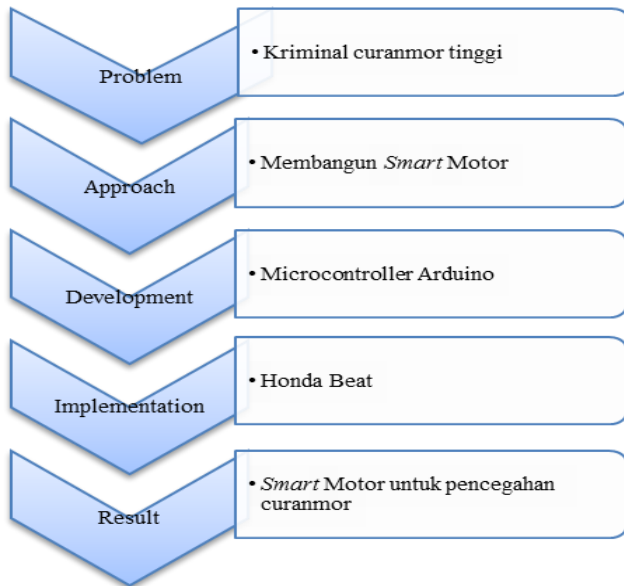 Problem
• Kriminal curanmor tinggi
Approach
• Membangun Smart Motor
Development
• Microcontroller Arduino
Implementation
• Honda Beat
Result
• Smart Motor untuk pencegahan
curanmor